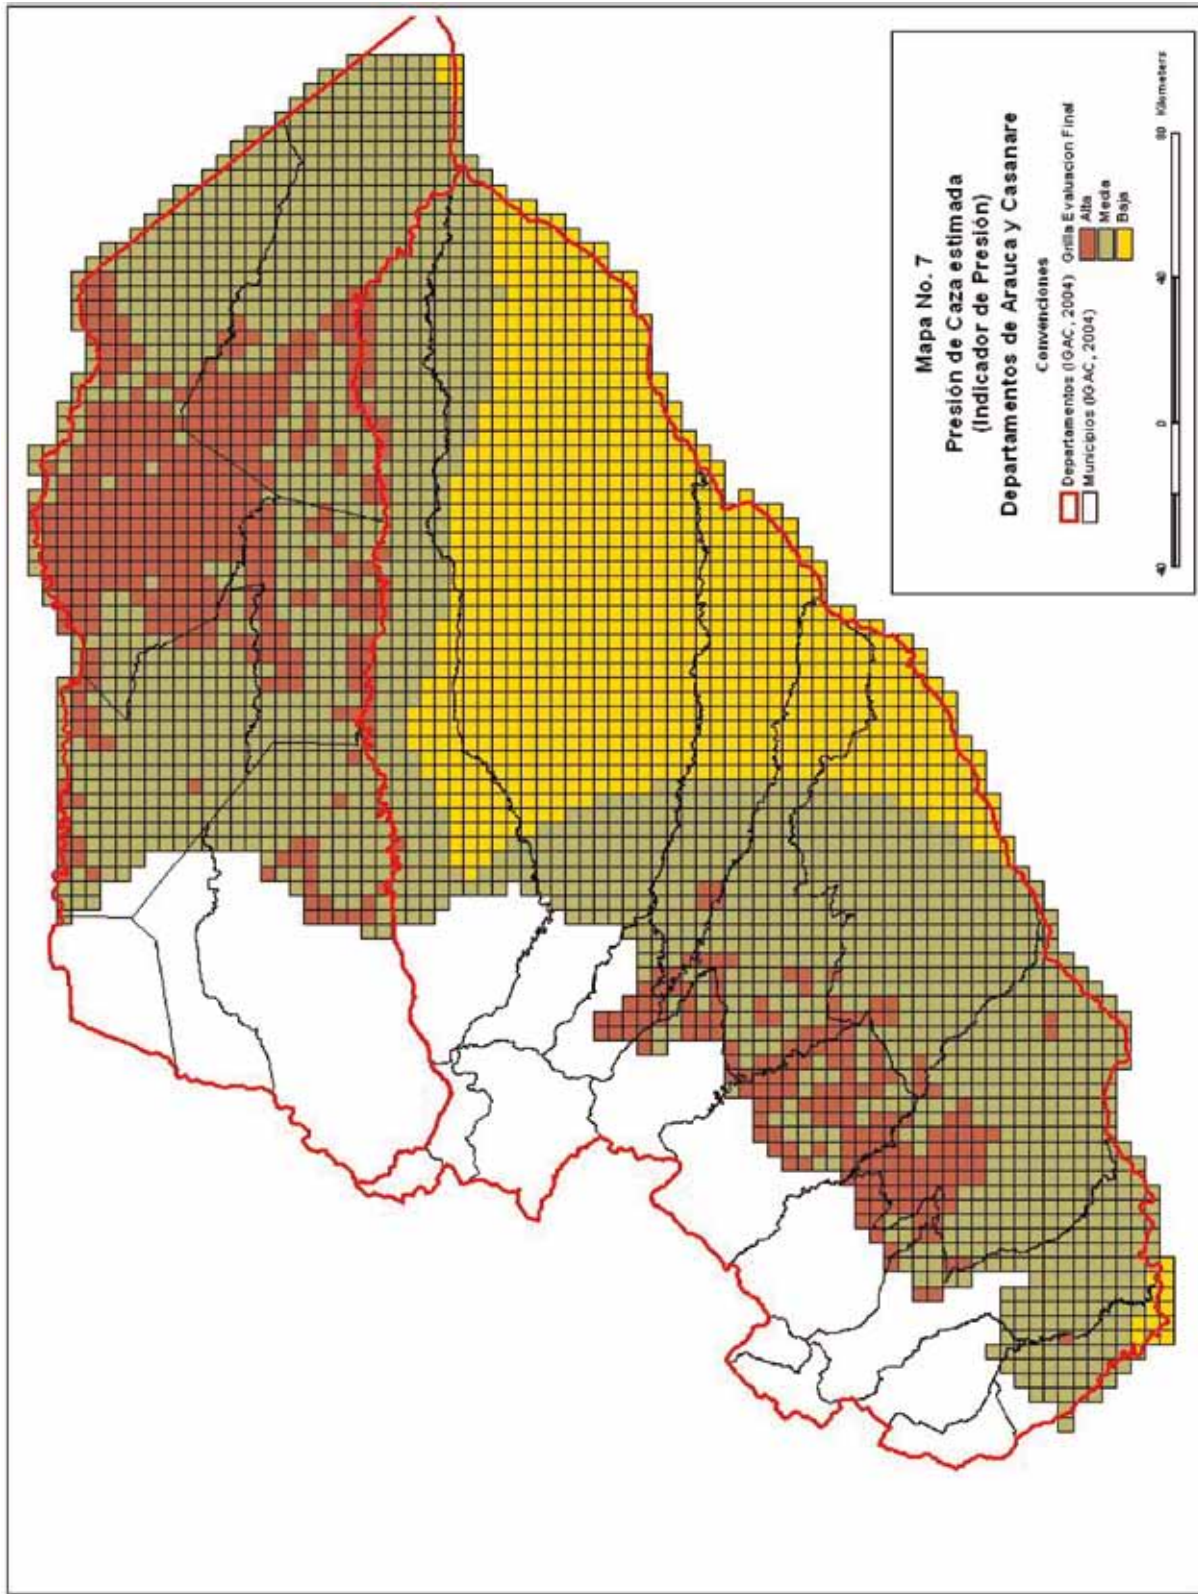 Mapa No. 7
Presión de Caza estimada
(Indicador de Presión)
Departamentos de Arauca y Casanare
Convenciones
Departamentos (IGAC, 2004)
Municipios (IGAC, 2004)
Grilla Evaluacion Final
Alta
Media
Baja
40 0 40 80 Kilometers